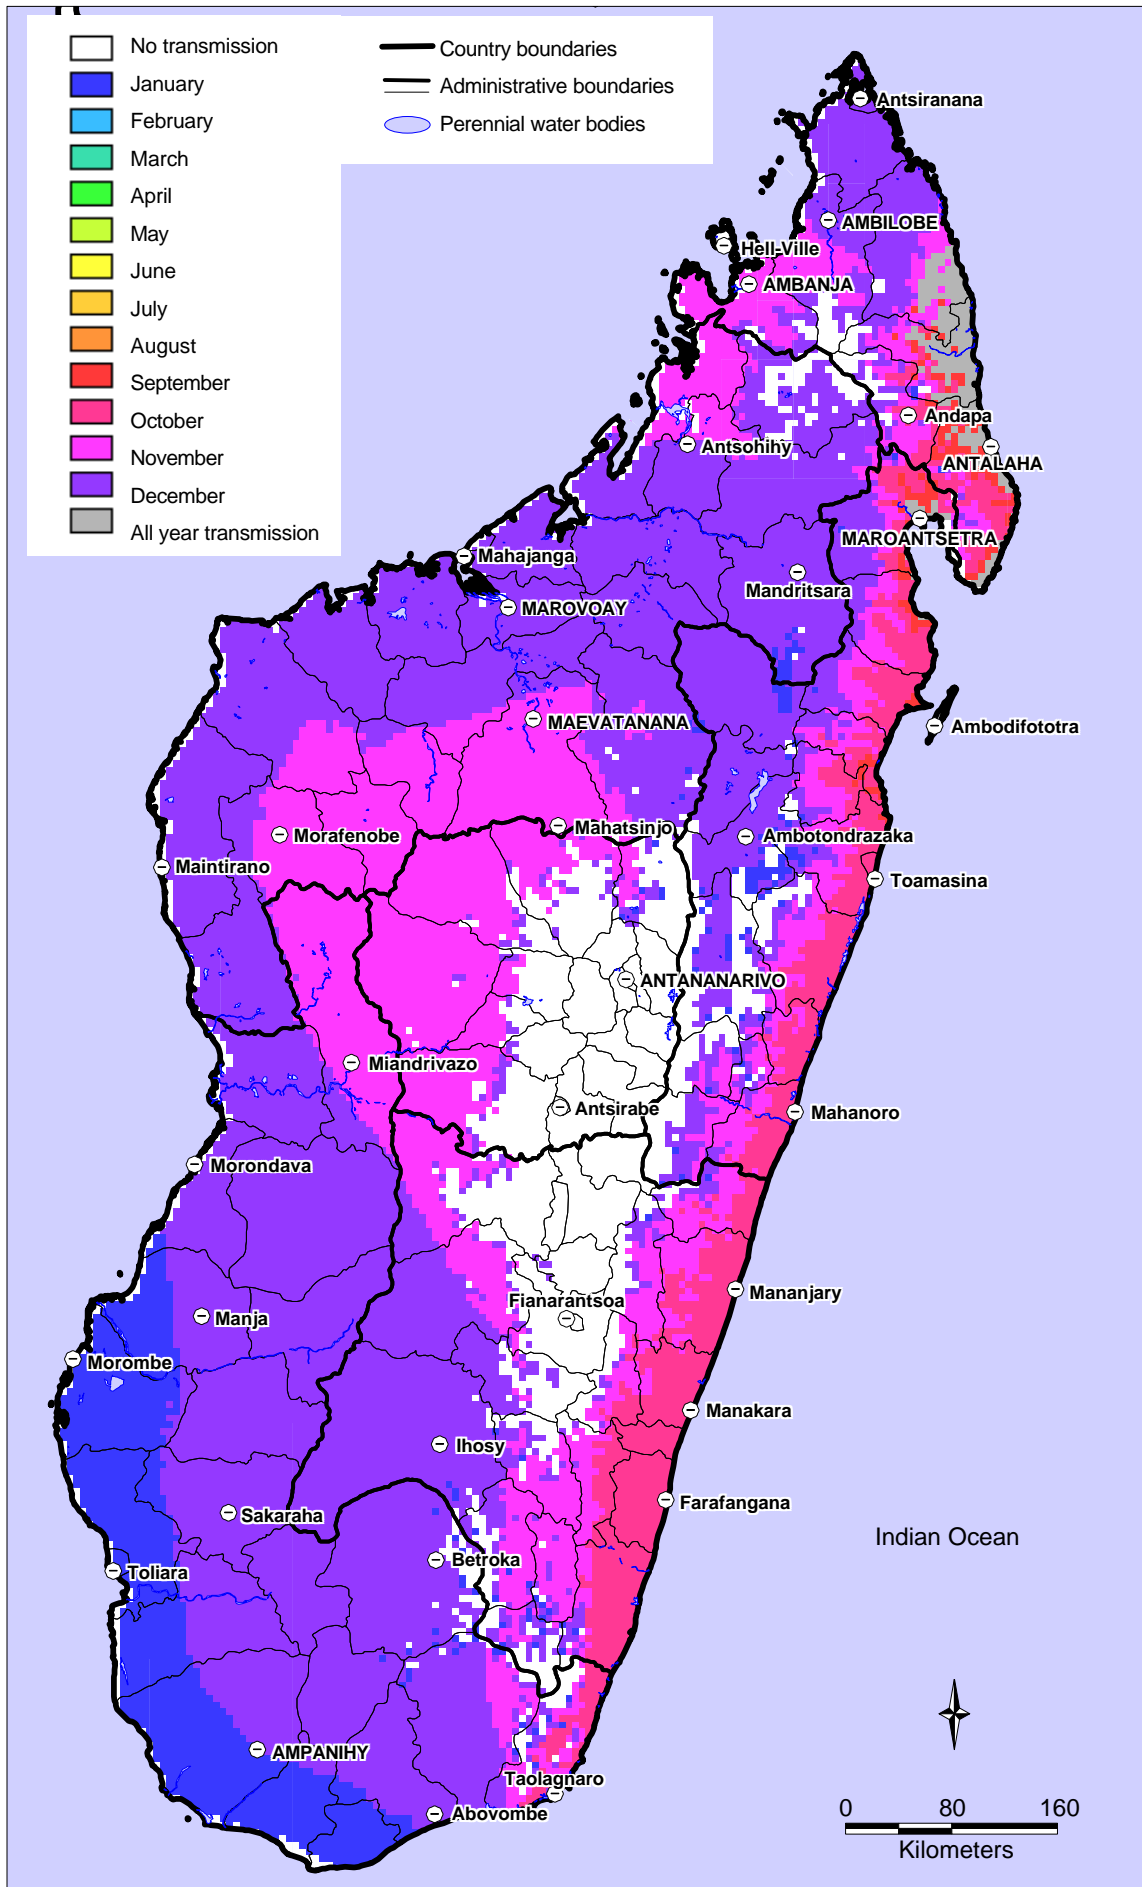 No transmission
January
February
March
April
May
June
July
August
September
October
November
December
All year transmission
Country boundaries
Administrative boundaries
Perennial water bodies
Antsiranana
AMBILOBE
Hell-Ville
AMBANJA
Andapa
Antsohihy
ANTALAHA
MAROANTSETRA
Mahajanga
Mandritsara
MAROVOAY
MAEVATANANA
Ambodifototra
Mahatsinjo
Morafenobe
Ambotondrazaka
Maintirano
Toamasina
ANTANANARIVO
Miandrivazo
Antsirabe
Mahanoro
Morondava
Mananjary
Fianarantsoa
Manja
Morombe
Manakara
Ihosy
Farafangana
Sakaraha
Indian Ocean
Betroka
Toliara
AMPANIHY
Taolagnaro
Abovombe
0 80 160
Kilometers